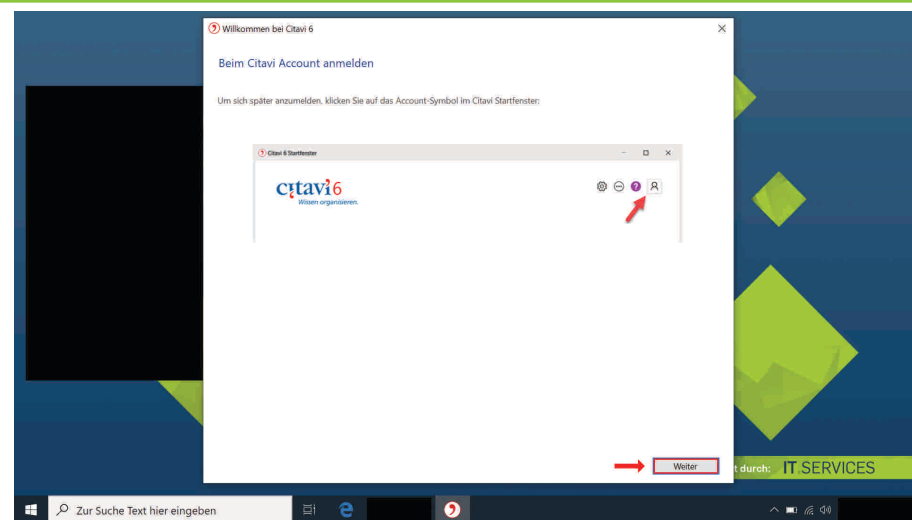 Willkommen bei Citavi 6
Beim Citavi Account anmelden
Um sich später anzumelden, klicken Sie auf das Account-Symbol im Citavi Startfenster:
Citavi 6 Startfenster
citavi6
Wissen organisieren.
Weiter
t durch: IT.SERVICES
Zur Suche Text hier eingeben